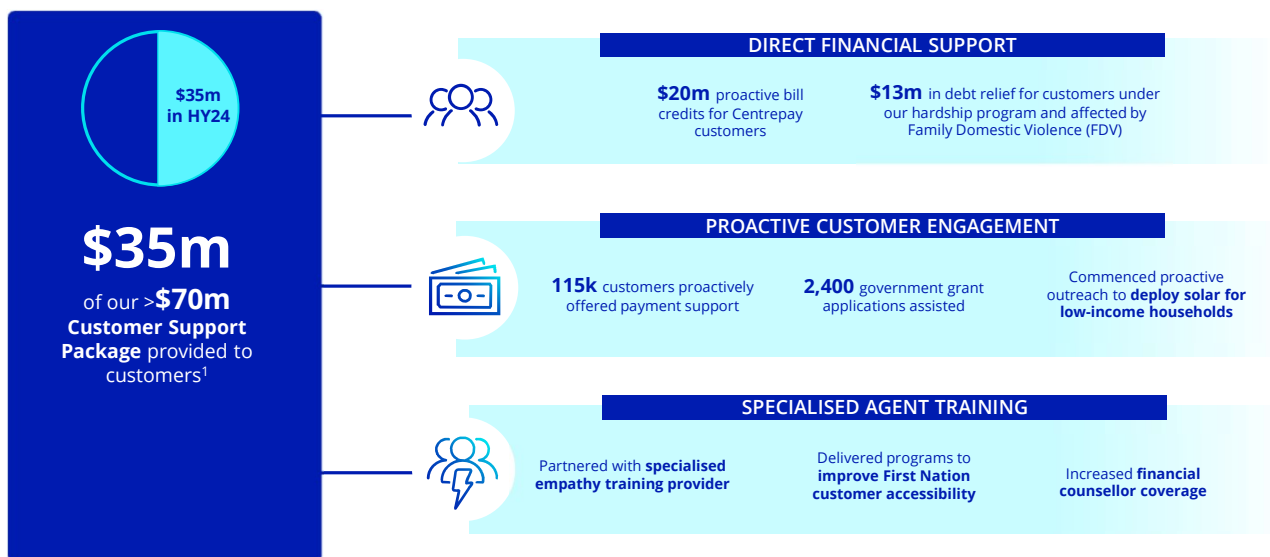 $35m
in HY24
$35m
of our >$70m
Customer Support
Package provided to
customers1
DIRECT FINANCIAL SUPPORT
$20m proactive bill
credits for Centrepay
customers
$13m in debt relief for customers under
our hardship program and affected by
Family Domestic Violence (FDV)
PROACTIVE CUSTOMER ENGAGEMENT
115k customers proactively
offered payment support
2,400 government grant
applications assisted
Commenced proactive
outreach to deploy solar for
low-income households
SPECIALISED AGENT TRAINING
Partnered with specialised
empathy training provider
Delivered programs to
improve First Nation
customer accessibility
Increased financial
counsellor coverage